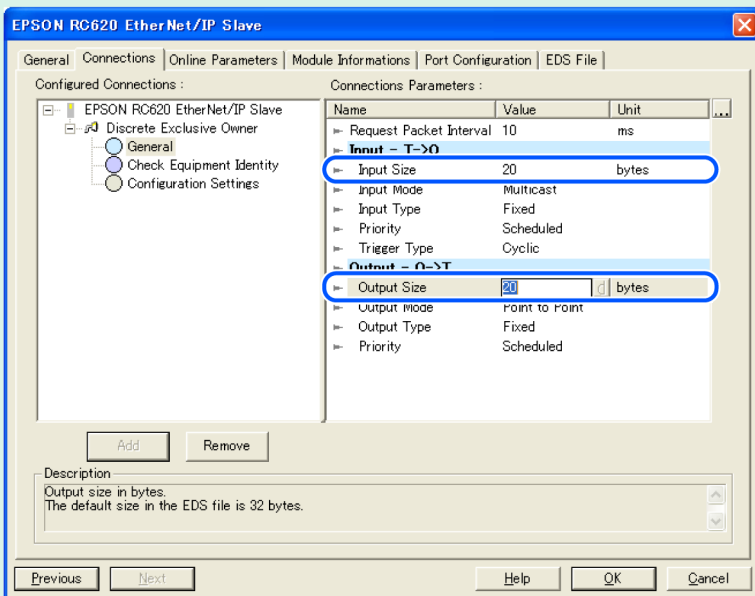 EPSON RC620 EtherNet/IP Slave
General Connections Online Parameters Module Informations Port Configuration EDS File
Configured Connections : Connections Parameters :
EPSON RC620 EtherNet/IP Slave
Discrete Exclusive Owner
General
Check Equipment Identity
Configuration Settings
Name Value Unit ...
Request Packet Interval 10 ms
Input - T->O
Input Size 20 bytes
Input Mode Multicast
Input Type Fixed
Priority Scheduled
Trigger Type Cyclic
Output - O->T
Output Size 20 d bytes
Output Mode Point to Point
Output Type Fixed
Priority Scheduled
Add Remove
Description
Output size in bytes.
The default size in the EDS file is 32 bytes.
Previous Next Help OK Cancel